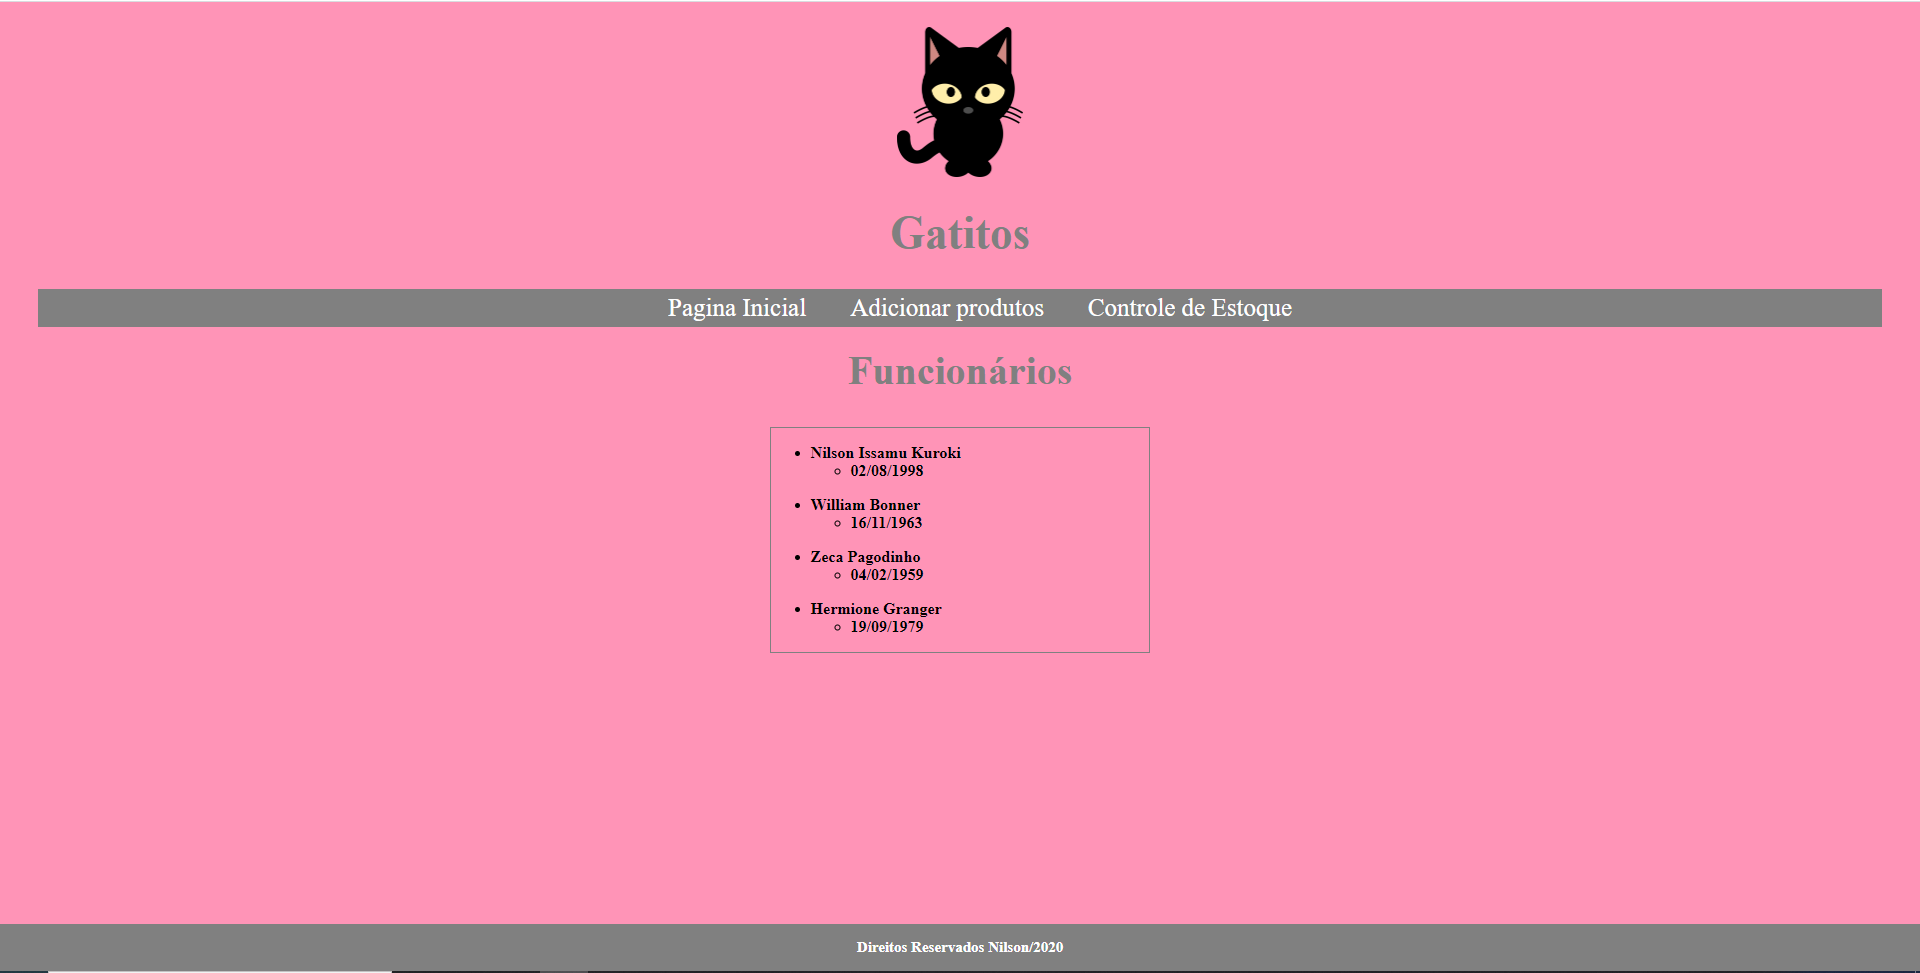 Gatitos
Pagina Inicial Adicionar produtos Controle de Estoque
Funcionários
Nilson Issamu Kuroki
02/08/1998
William Bonner
16/11/1963
Zeca Pagodinho
04/02/1959
Hermione Granger
19/09/1979
Direitos Reservados Nilson/2020